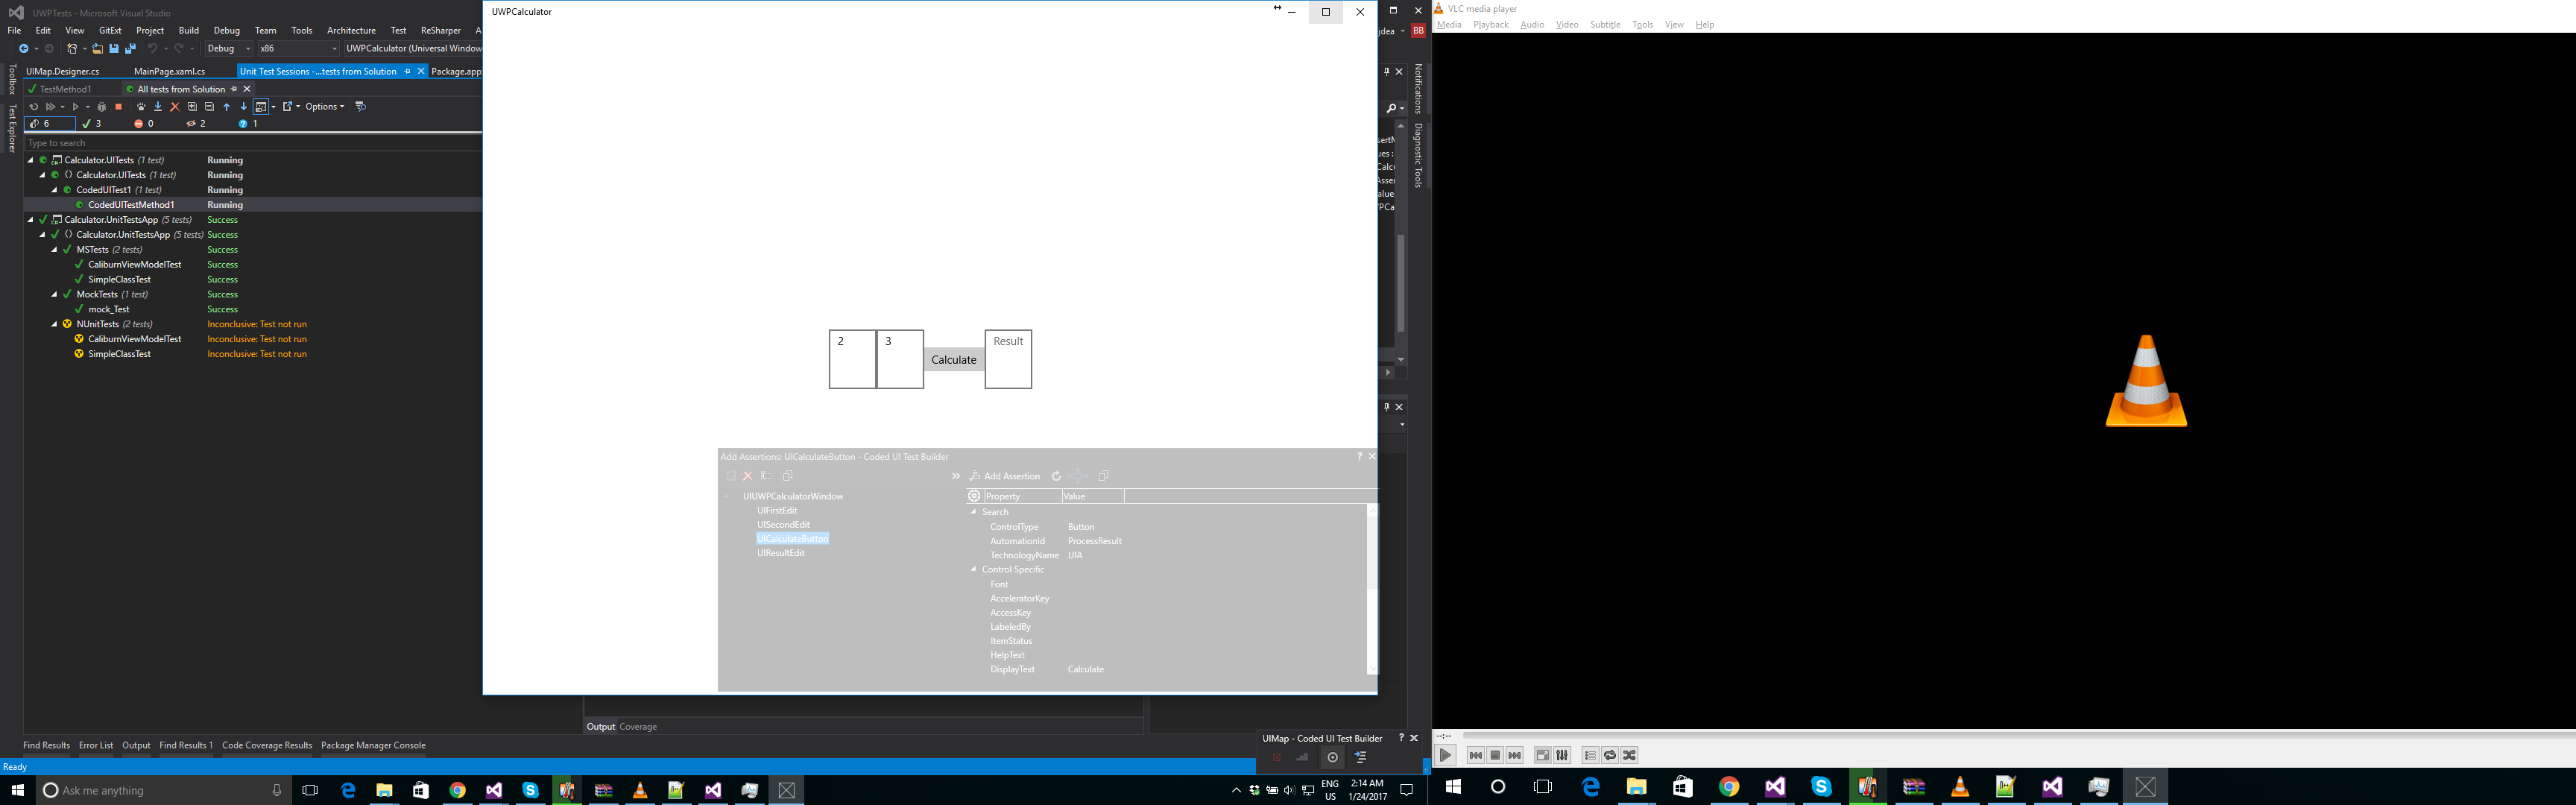 UWPTests - Microsoft Visual Studio
File Edit View GitExt Project Build Debug Team Tools Architecture Test ReSharper A
Debug x86 UWPCalculator (Universal Window
UIMap.Designer.cs MainPage.xaml.cs Unit Test Sessions -...tests from Solution Package.app
TestMethod1 All tests from Solution
Options
6 3 0 2 1
Type to search
Calculator.UITests (1 test) Running
Calculator.UITests (1 test) Running
CodedUITest1 (1 test) Running
CodedUITestMethod1 Running
Calculator.UnitTestsApp (5 tests) Success
Calculator.UnitTestsApp (5 tests) Success
MSTests (2 tests) Success
CaliburnViewModelTest Success
SimpleClassTest Success
MockTests (1 test) Success
mock_Test Success
NUnitTests (2 tests) Inconclusive: Test not run
CaliburnViewModelTest Inconclusive: Test not run
SimpleClassTest Inconclusive: Test not run
Toolbox
Test Explorer
UWPCalculator
2 3 Calculate Result
Add Assertions: UICalculateButton - Coded UI Test Builder
Add Assertion
UIUWPCalculatorWindow
UIFirstEdit
UISecondEdit
UICalculateButton
UIResultEdit
Property Value
Search
ControlType Button
AutomationId ProcessResult
TechnologyName UIA
Control Specific
Font
AcceleratorKey
AccessKey
LabeledBy
ItemStatus
HelpText
DisplayText Calculate
jdea BB
Notifications
Diagnostic Tools
sertM
ues :
Calc
Asser
alue
PCa
Output Coverage
Find Results Error List Output Find Results 1 Code Coverage Results Package Manager Console
UIMap - Coded UI Test Builder
Ready
Ask me anything
ENG
US
2:14 AM
1/24/2017
VLC media player
Media Playback Audio Video Subtitle Tools View Help
--:--